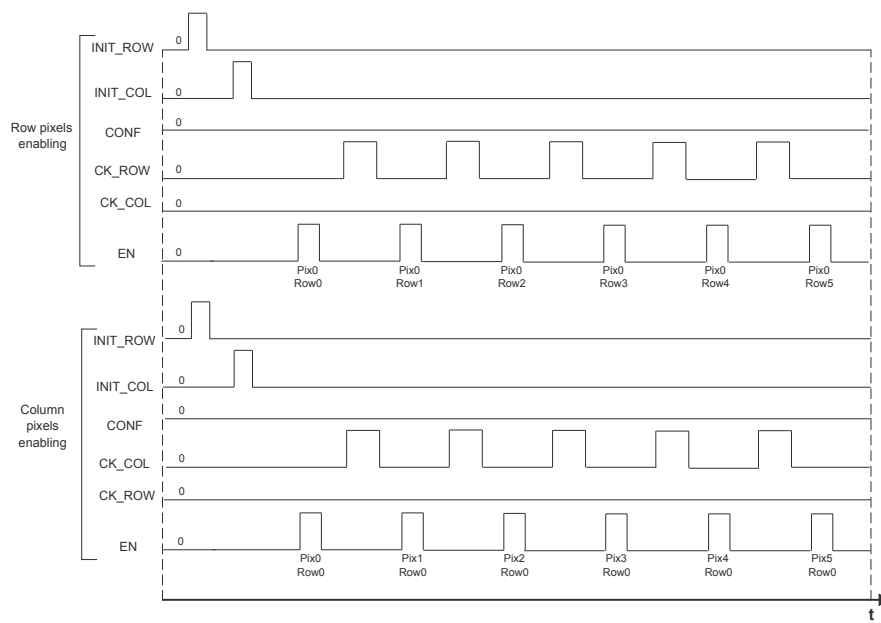 INIT_ROW
0
INIT_COL
0
Row pixels
enabling
CONF
0
CK_ROW
0
CK_COL
0
EN
0
Pix0 Pix0 Pix0 Pix0 Pix0 Pix0
Row0 Row1 Row2 Row3 Row4 Row5
INIT_ROW
0
INIT_COL
0
Column
pixels
enabling
CONF
0
CK_COL
0
CK_ROW
0
EN
0
Pix0 Pix1 Pix2 Pix3 Pix4 Pix5
Row0 Row0 Row0 Row0 Row0 Row0
t